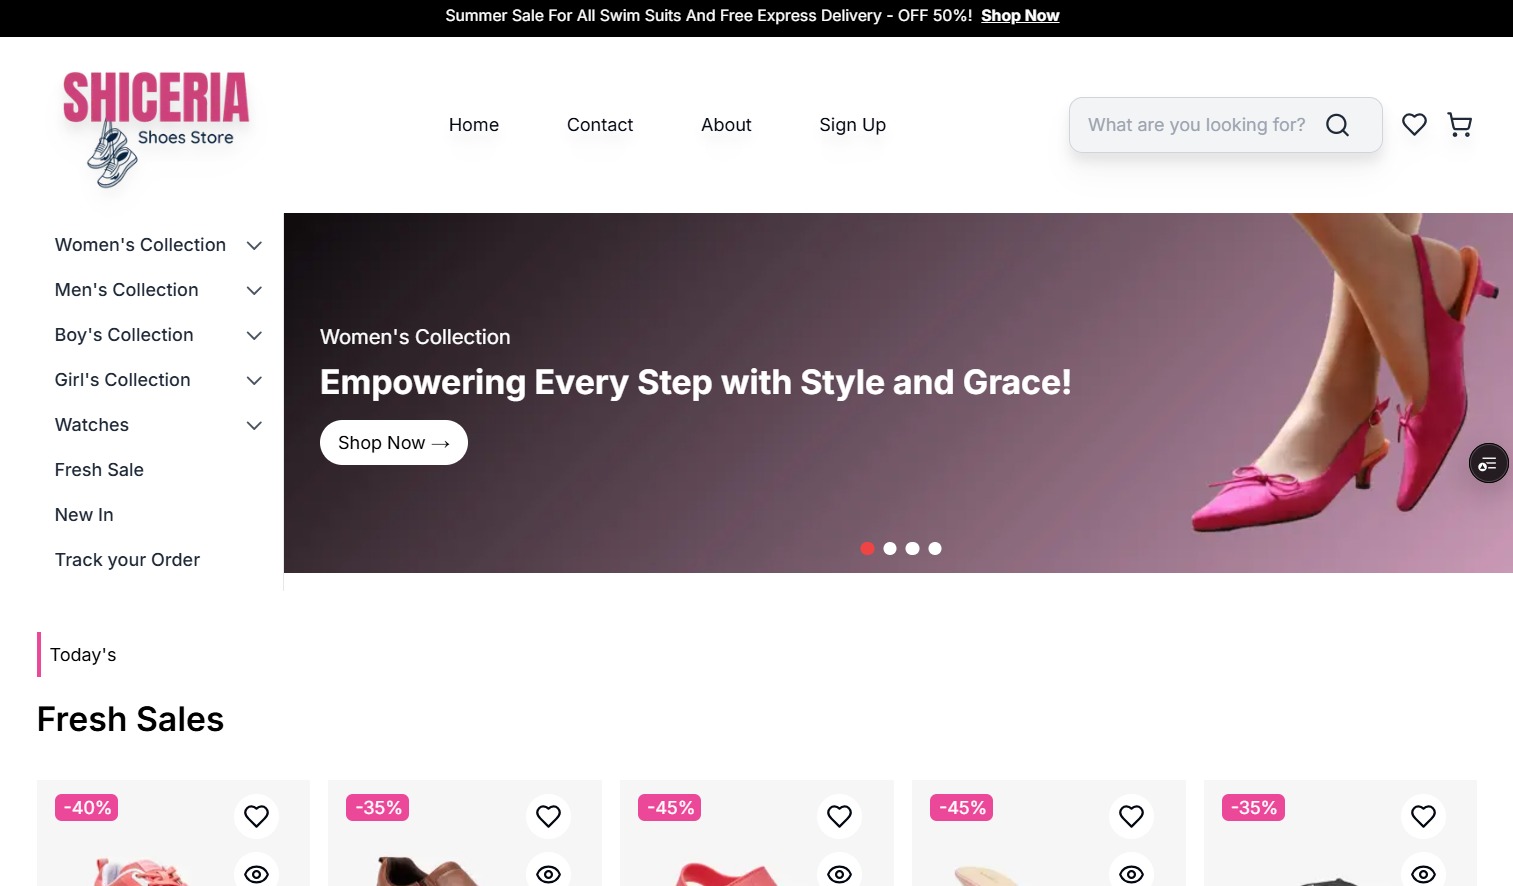 Summer Sale For All Swim Suits And Free Express Delivery - OFF 50%! Shop Now
SHICERIA
Shoes Store
Home
Contact
About
Sign Up
What are you looking for?
Women's Collection
Men's Collection
Boy's Collection
Girl's Collection
Watches
Fresh Sale
New In
Track your Order
Women's Collection
Empowering Every Step with Style and Grace!
Shop Now →
Today's
Fresh Sales
-40%
-35%
-45%
-45%
-35%